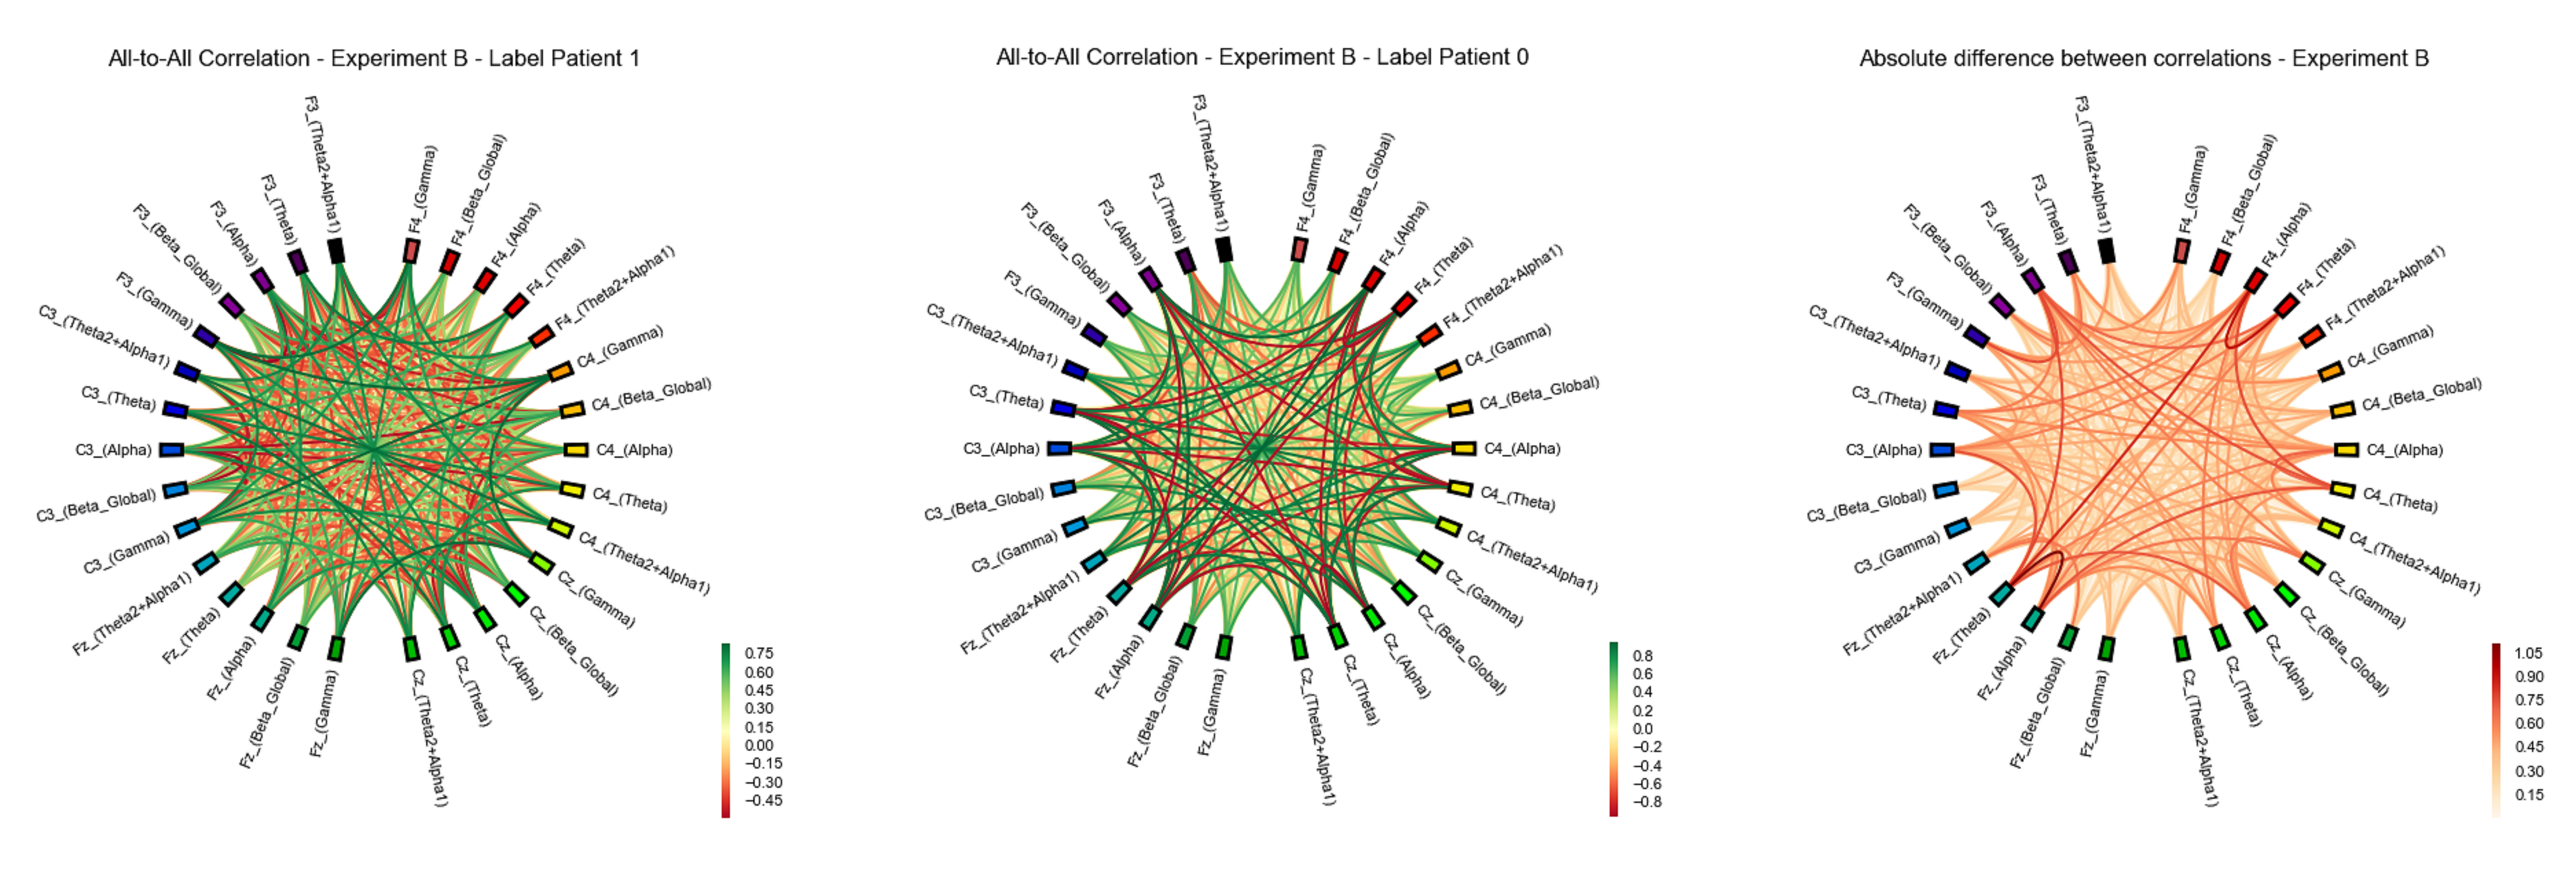 All-to-All Correlation - Experiment B - Label Patient 1
F3_(Theta2+Alpha1)
F3_(Theta)
F3_(Alpha)
F3_(Beta_Global)
F3_(Gamma)
C3_(Theta2+Alpha1)
C3_(Theta)
C3_(Alpha)
C3_(Beta_Global)
C3_(Gamma)
Fz_(Theta2+Alpha1)
Fz_(Theta)
Fz_(Alpha)
Fz_(Beta_Global)
Fz_(Gamma)
Cz_(Theta2+Alpha1)
Cz_(Theta)
Cz_(Alpha)
Cz_(Beta_Global)
Cz_(Gamma)
C4_(Theta2+Alpha1)
C4_(Theta)
C4_(Alpha)
C4_(Beta_Global)
C4_(Gamma)
F4_(Theta2+Alpha1)
F4_(Theta)
F4_(Alpha)
F4_(Beta_Global)
F4_(Gamma)
0.75
0.60
0.45
0.30
0.15
0.00
−0.15
−0.30
−0.45
All-to-All Correlation - Experiment B - Label Patient 0
F3_(Theta2+Alpha1)
F3_(Theta)
F3_(Alpha)
F3_(Beta_Global)
F3_(Gamma)
C3_(Theta2+Alpha1)
C3_(Theta)
C3_(Alpha)
C3_(Beta_Global)
C3_(Gamma)
Fz_(Theta2+Alpha1)
Fz_(Theta)
Fz_(Alpha)
Fz_(Beta_Global)
Fz_(Gamma)
Cz_(Theta2+Alpha1)
Cz_(Theta)
Cz_(Alpha)
Cz_(Beta_Global)
Cz_(Gamma)
C4_(Theta2+Alpha1)
C4_(Theta)
C4_(Alpha)
C4_(Beta_Global)
C4_(Gamma)
F4_(Theta2+Alpha1)
F4_(Theta)
F4_(Alpha)
F4_(Beta_Global)
F4_(Gamma)
0.8
0.6
0.4
0.2
0.0
−0.2
−0.4
−0.6
−0.8
Absolute difference between correlations - Experiment B
F3_(Theta2+Alpha1)
F3_(Theta)
F3_(Alpha)
F3_(Beta_Global)
F3_(Gamma)
C3_(Theta2+Alpha1)
C3_(Theta)
C3_(Alpha)
C3_(Beta_Global)
C3_(Gamma)
Fz_(Theta2+Alpha1)
Fz_(Theta)
Fz_(Alpha)
Fz_(Beta_Global)
Fz_(Gamma)
Cz_(Theta2+Alpha1)
Cz_(Theta)
Cz_(Alpha)
Cz_(Beta_Global)
Cz_(Gamma)
C4_(Theta2+Alpha1)
C4_(Theta)
C4_(Alpha)
C4_(Beta_Global)
C4_(Gamma)
F4_(Theta2+Alpha1)
F4_(Theta)
F4_(Alpha)
F4_(Beta_Global)
F4_(Gamma)
1.05
0.90
0.75
0.60
0.45
0.30
0.15